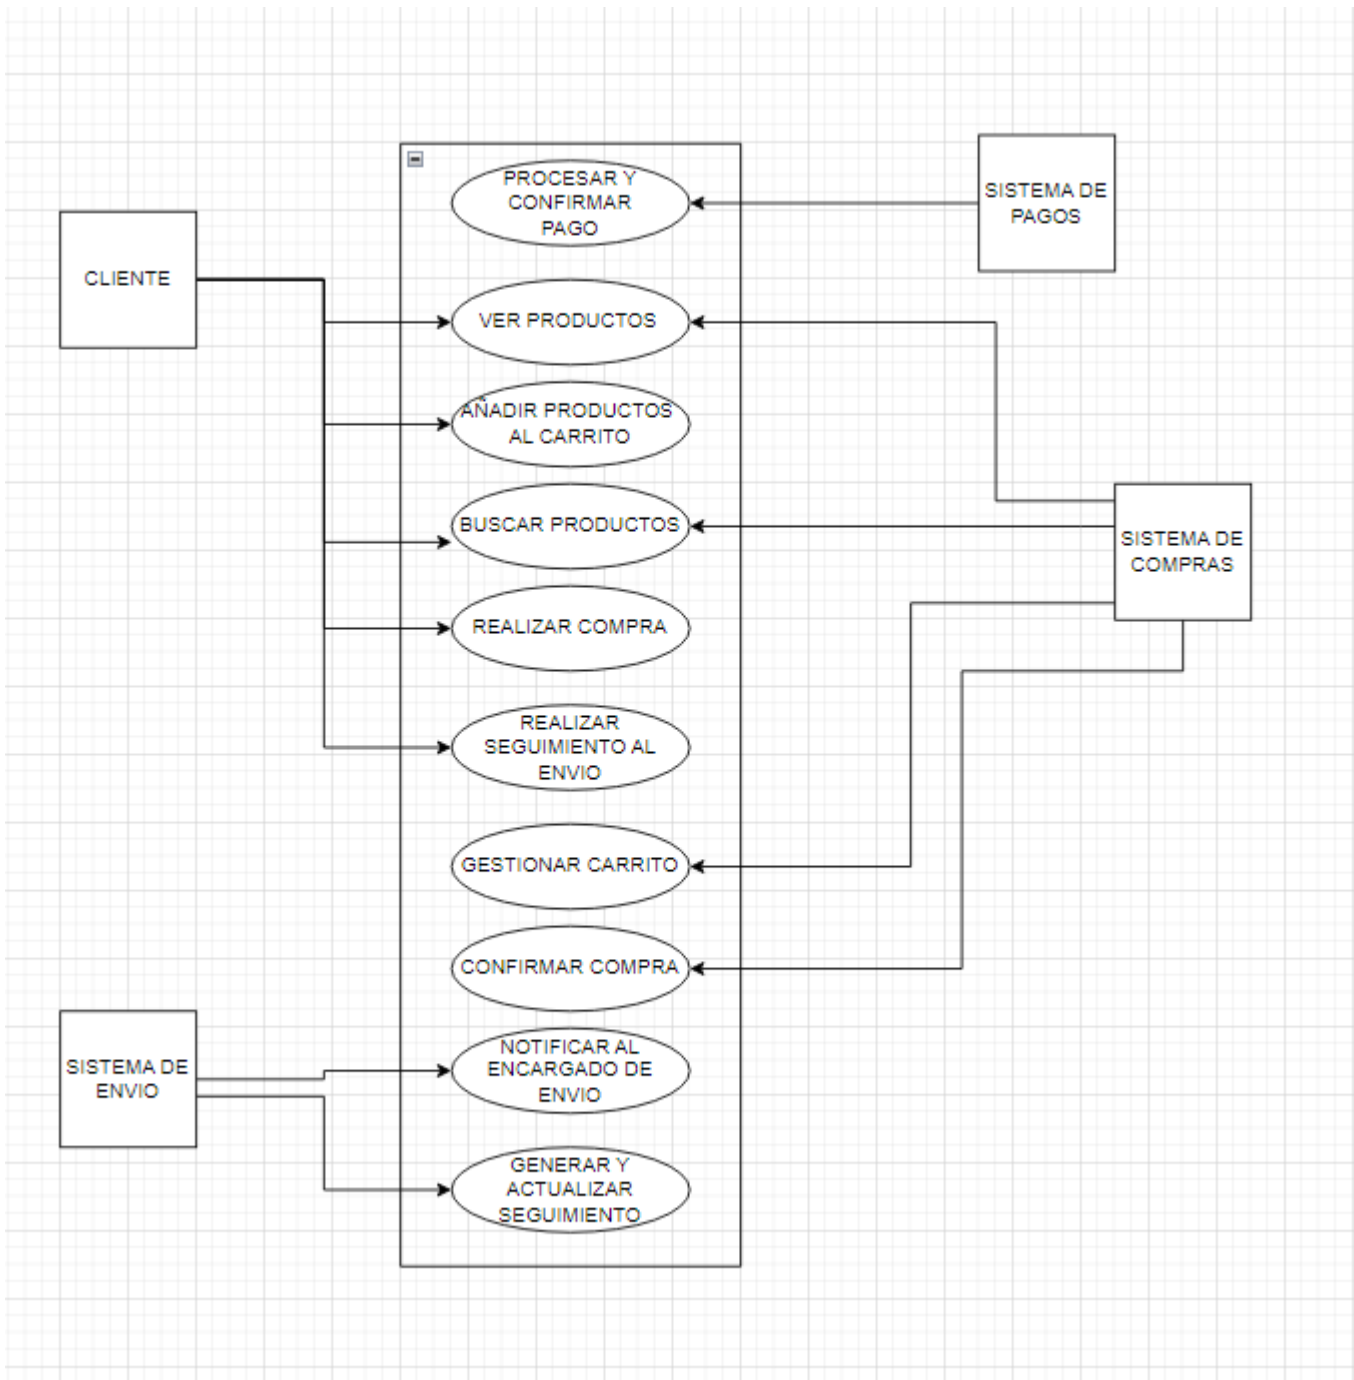 PROCESAR Y
CONFIRMAR
PAGO
SISTEMA DE
PAGOS
CLIENTE
VER PRODUCTOS
AÑADIR PRODUCTOS
AL CARRITO
BUSCAR PRODUCTOS
SISTEMA DE
COMPRAS
REALIZAR COMPRA
REALIZAR
SEGUIMIENTO AL
ENVIO
GESTIONAR CARRITO
CONFIRMAR COMPRA
SISTEMA DE
ENVIO
NOTIFICAR AL
ENCARGADO DE
ENVIO
GENERAR Y
ACTUALIZAR
SEGUIMIENTO